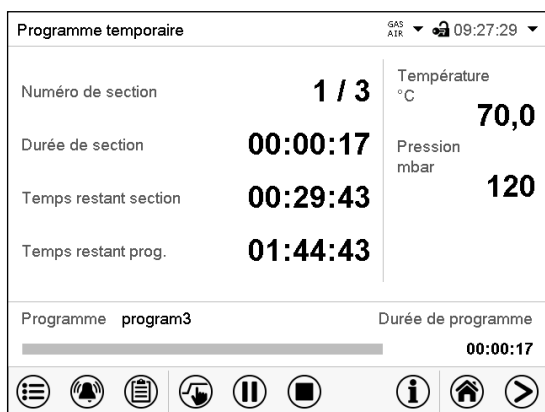 Programme temporaire
GAS
AIR
09:27:29
Numéro de section 1 / 3
Durée de section 00:00:17
Temps restant section 00:29:43
Temps restant prog. 01:44:43
Température
°C
70,0
Pression
mbar
120
Programme program3
Durée de programme
00:00:17